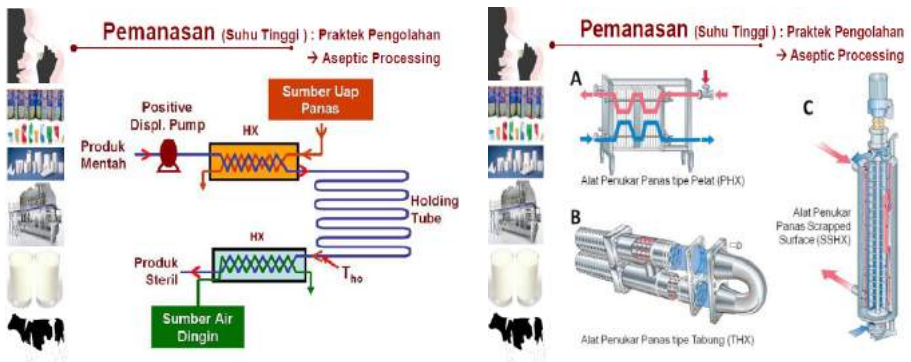 Pemanasan (Suhu Tinggi) : Praktek Pengolahan
→ Aseptic Processing
Sumber Uap
Panas
Positive
Displ. Pump
HX
Produk
Mentah
Holding
Tube
HX
Produk
Steril
Tho
Sumber Air
Dingin
Pemanasan (Suhu Tinggi) : Praktek Pengolahan
→ Aseptic Processing
A
Alat Penukar Panas tipe Pelat (PHX)
B
Alat Penukar Panas tipe Tabung (THX)
C
Alat Penukar
Panas Scrapped
Surface (SSHX)